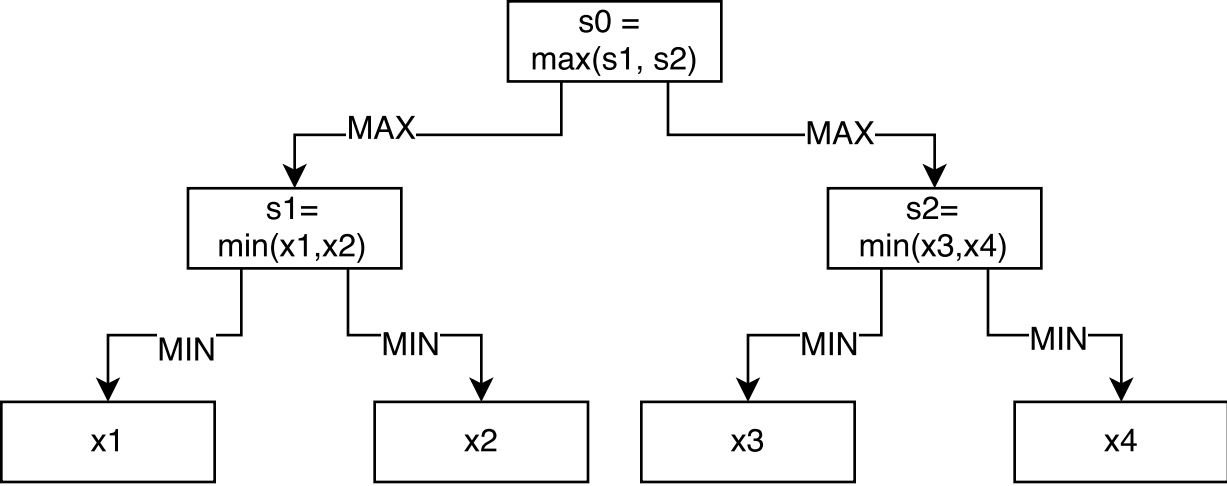 s0 =
max(s1, s2)
MAX
MAX
s1=
min(x1,x2)
s2=
min(x3,x4)
MIN
MIN
MIN
MIN
x1
x2
x3
x4